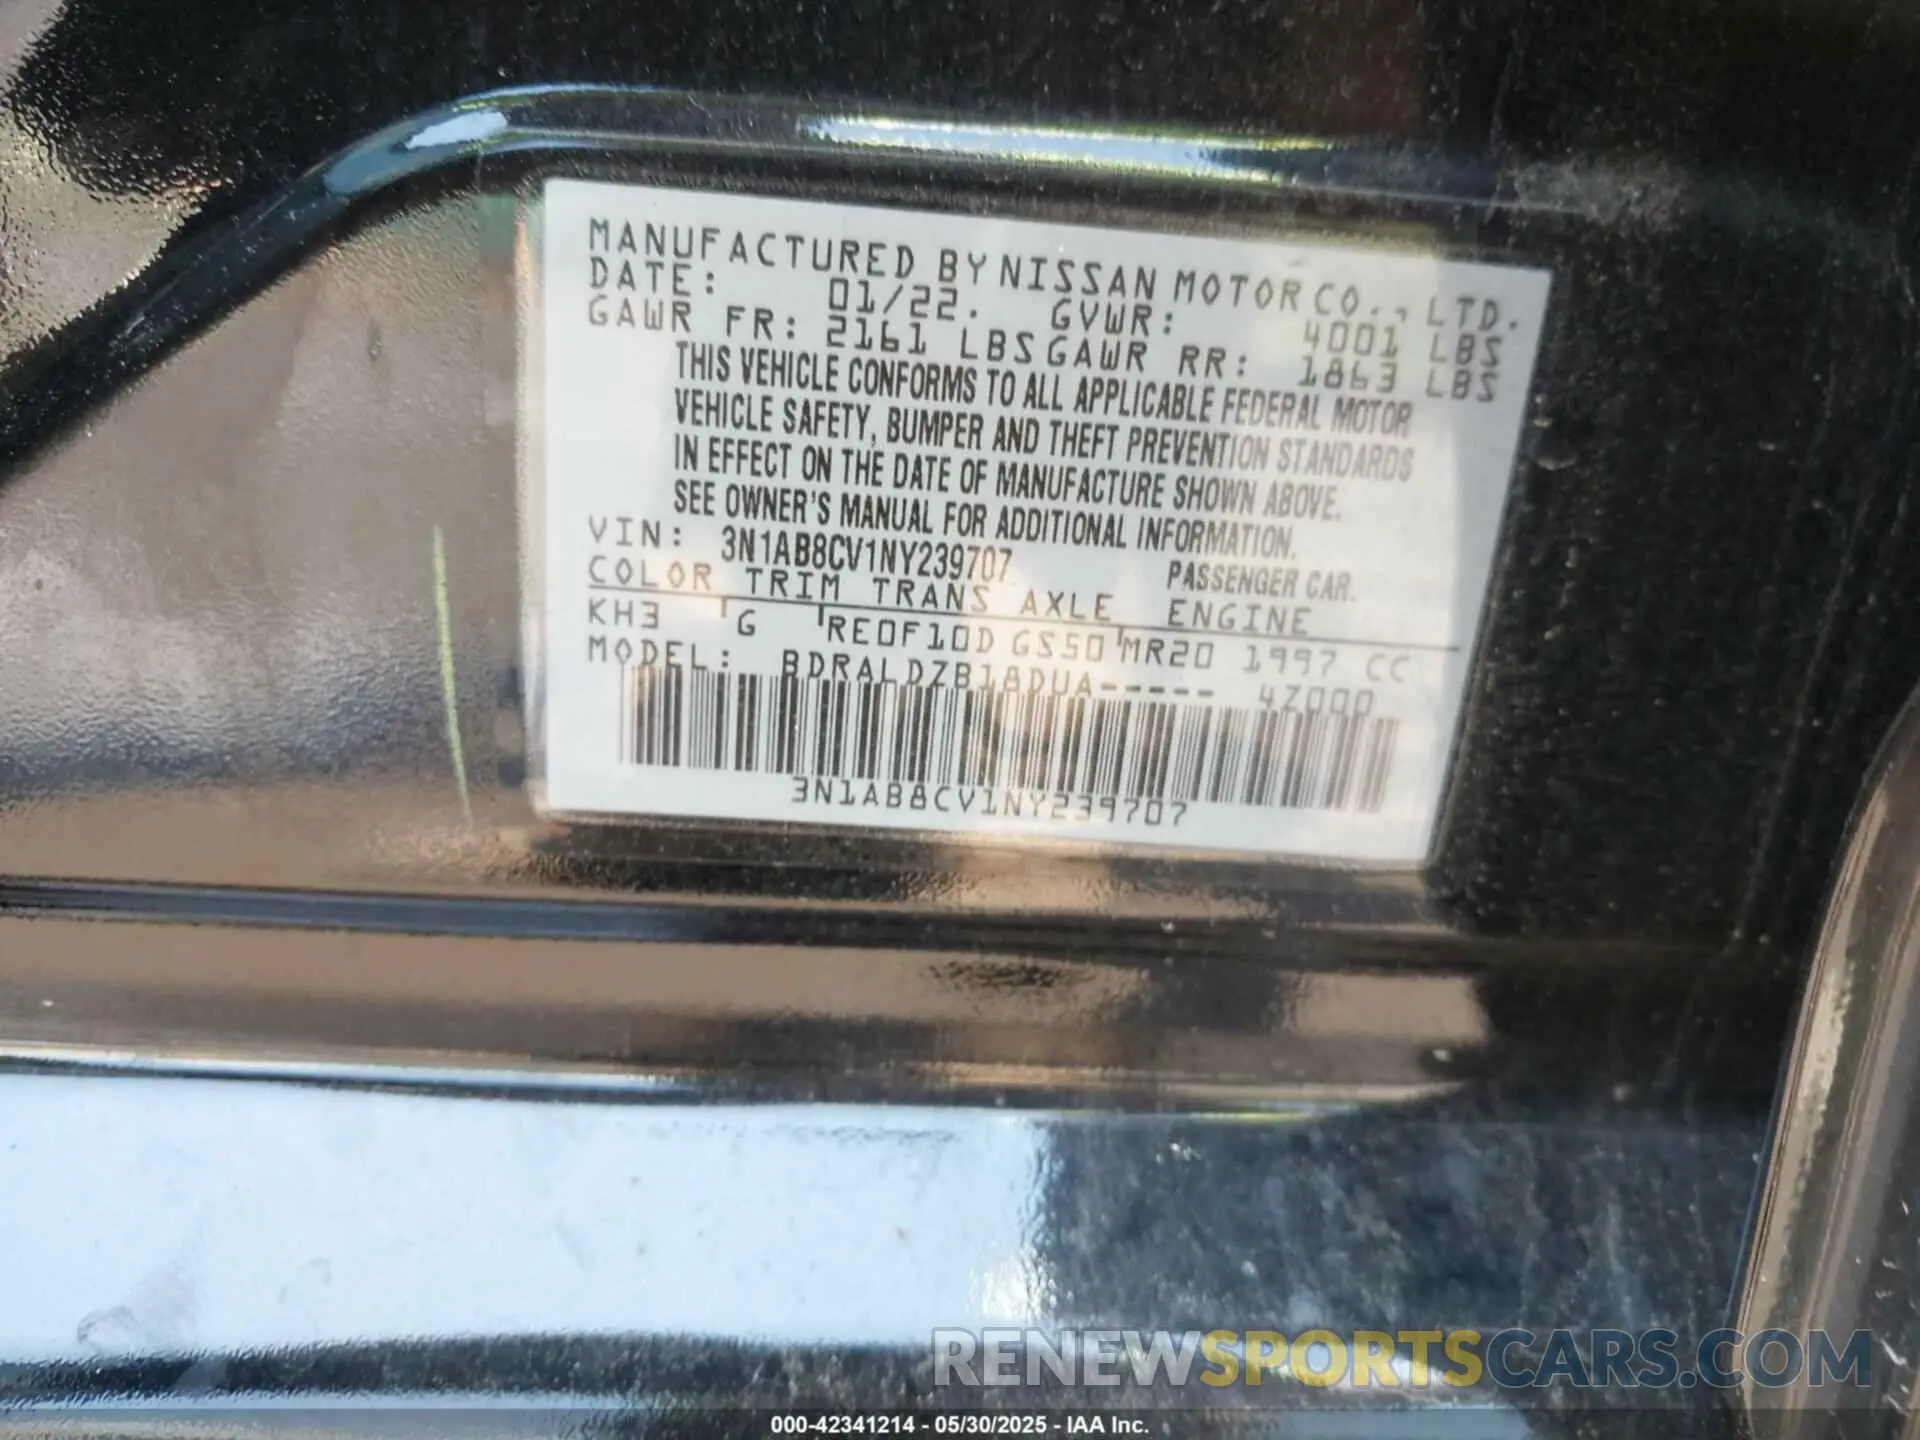 MANUFACTURED BY NISSAN MOTOR CO., LTD.
DATE: 01/22. GVWR: 4001 LBS
GAWR FR: 2161 LBS GAWR RR: 1863 LBS
THIS VEHICLE CONFORMS TO ALL APPLICABLE FEDERAL MOTOR
VEHICLE SAFETY, BUMPER AND THEFT PREVENTION STANDARDS
IN EFFECT ON THE DATE OF MANUFACTURE SHOWN ABOVE.
SEE OWNER'S MANUAL FOR ADDITIONAL INFORMATION.
VIN: 3N1AB8CV1NY239707 PASSENGER CAR.
COLOR TRIM TRANS AXLE ENGINE
KH3 G RE0F10D GS50 MR20 1997 CC
MODEL: BDRALDZB18DUA----- 4Z000
3N1AB8CV1NY239707
RENEWSPORTSCARS.COM
000-42341214 - 05/30/2025 - IAA Inc.